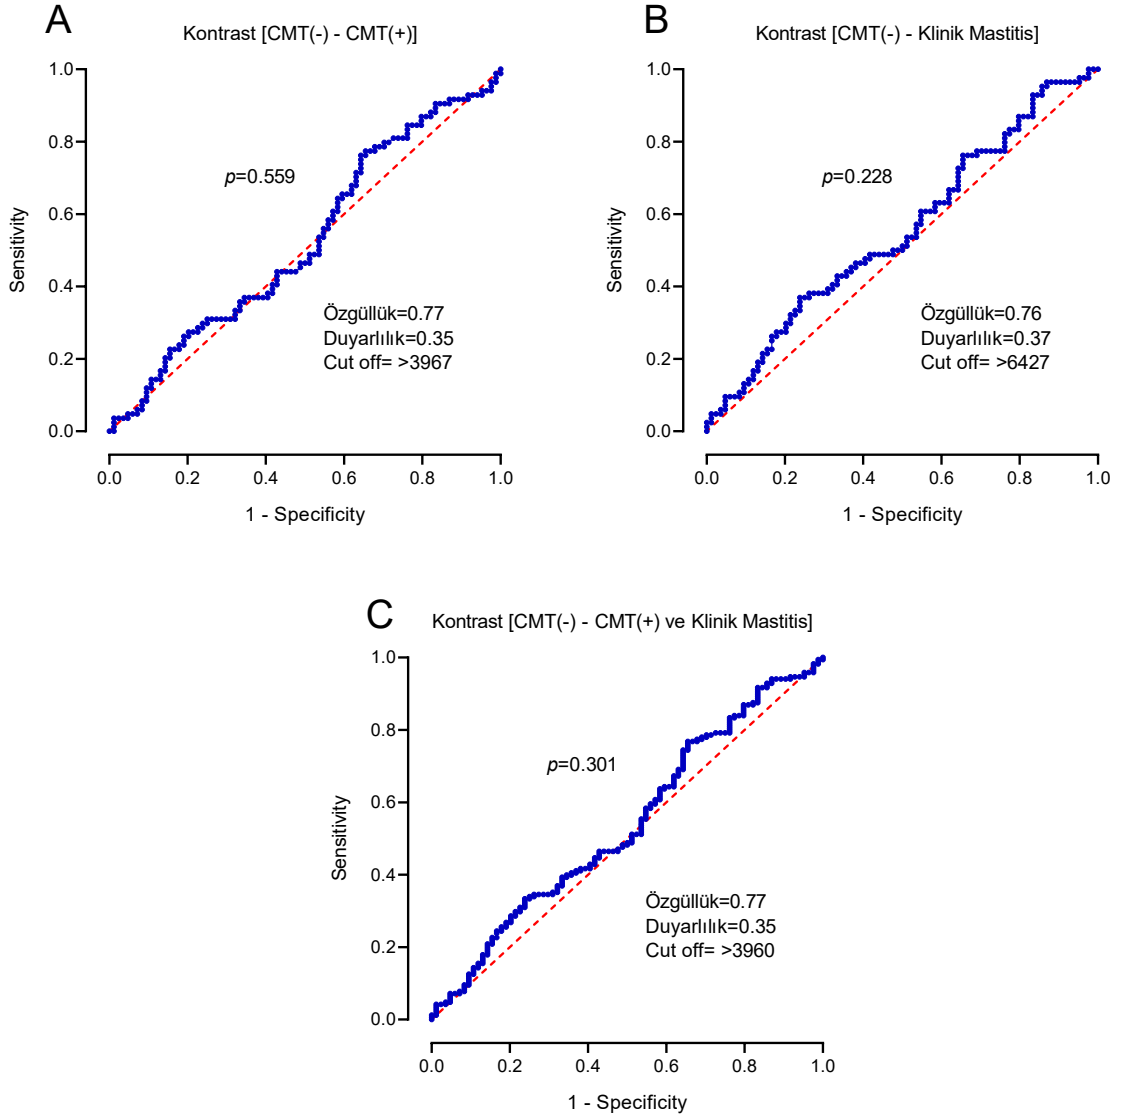 A
Kontrast [CMT(-) - CMT(+)]
1.0
0.8
0.6
0.4
0.2
0.0
Sensitivity
p=0.559
Özgüllük=0.77
Duyarlılık=0.35
Cut off= >3967
0.0 0.2 0.4 0.6 0.8 1.0
1 - Specificity
B
Kontrast [CMT(-) - Klinik Mastitis]
1.0
0.8
0.6
0.4
0.2
0.0
Sensitivity
p=0.228
Özgüllük=0.76
Duyarlılık=0.37
Cut off= >6427
0.0 0.2 0.4 0.6 0.8 1.0
1 - Specificity
C
Kontrast [CMT(-) - CMT(+) ve Klinik Mastitis]
1.0
0.8
0.6
0.4
0.2
0.0
Sensitivity
p=0.301
Özgüllük=0.77
Duyarlılık=0.35
Cut off= >3960
0.0 0.2 0.4 0.6 0.8 1.0
1 - Specificity